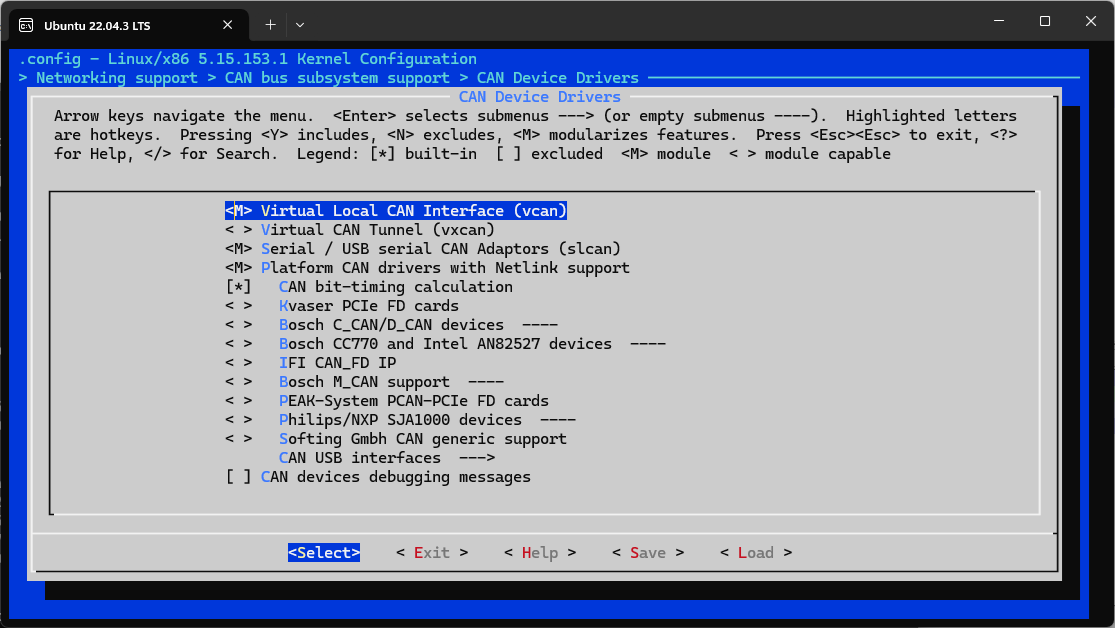 Ubuntu 22.04.3 LTS
.config - Linux/x86 5.15.153.1 Kernel Configuration
> Networking support > CAN bus subsystem support > CAN Device Drivers
CAN Device Drivers
Arrow keys navigate the menu.  <Enter> selects submenus ---> (or empty submenus ----).  Highlighted letters
are hotkeys.  Pressing <Y> includes, <N> excludes, <M> modularizes features.  Press <Esc><Esc> to exit, <?>
for Help, </> for Search.  Legend: [*] built-in  [ ] excluded  <M> module  < > module capable
<M> Virtual Local CAN Interface (vcan)
< > Virtual CAN Tunnel (vxcan)
<M> Serial / USB serial CAN Adaptors (slcan)
<M> Platform CAN drivers with Netlink support
[*]   CAN bit-timing calculation
< >   Kvaser PCIe FD cards
< >   Bosch C_CAN/D_CAN devices  ----
< >   Bosch CC770 and Intel AN82527 devices  ----
< >   IFI CAN_FD IP
< >   Bosch M_CAN support  ----
< >   PEAK-System PCAN-PCIe FD cards
< >   Philips/NXP SJA1000 devices  ----
< >   Softing Gmbh CAN generic support
CAN USB interfaces  --->
[ ] CAN devices debugging messages
<Select>    < Exit >    < Help >    < Save >    < Load >